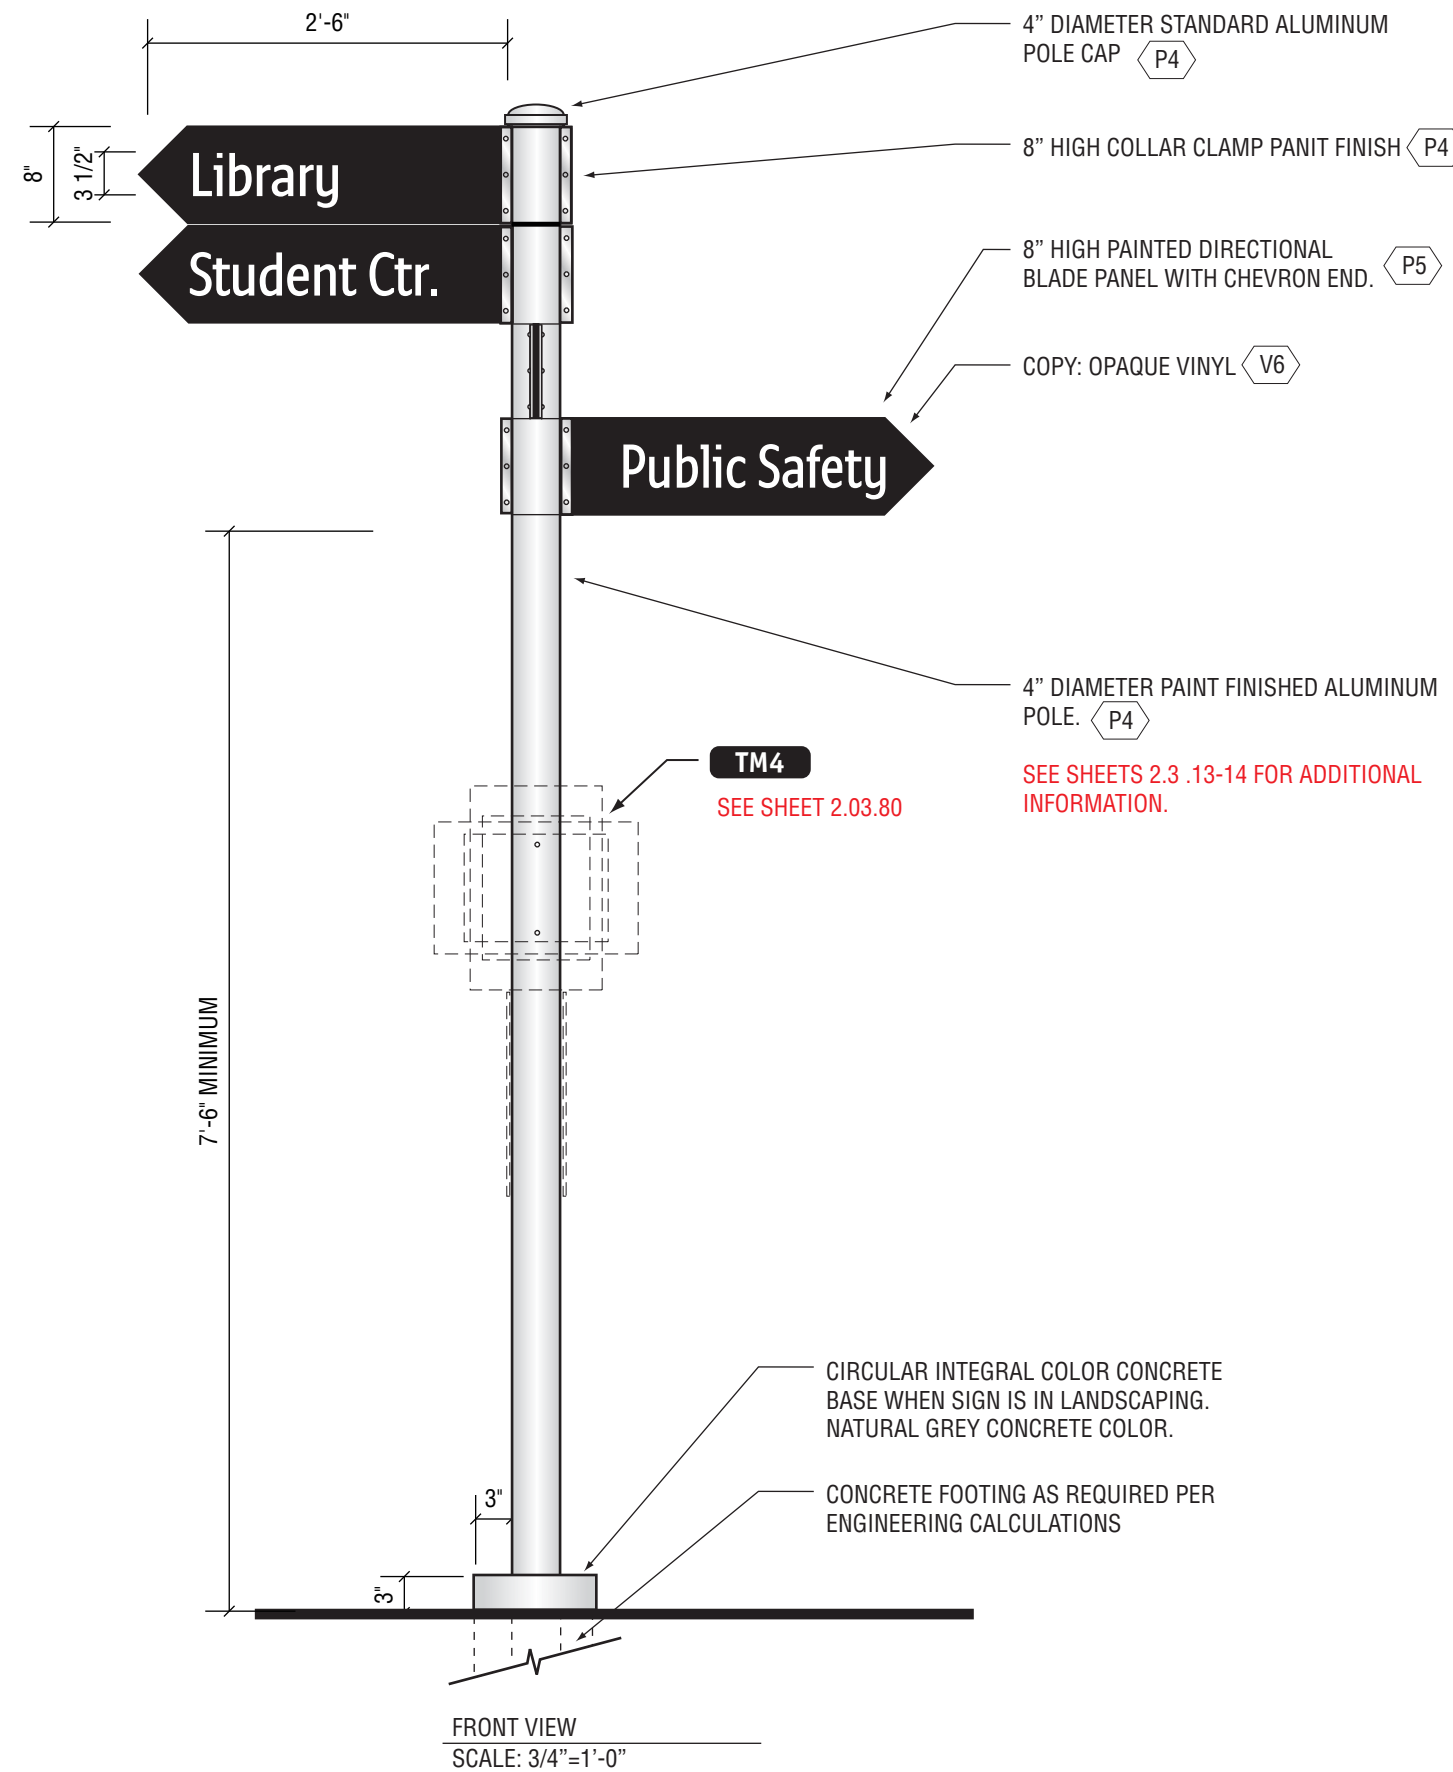 2'-6"
4” DIAMETER STANDARD ALUMINUM
POLE CAP P4
8"
3 1/2"
Library
8” HIGH COLLAR CLAMP PANIT FINISH P4
Student Ctr.
8” HIGH PAINTED DIRECTIONAL
BLADE PANEL WITH CHEVRON END. P5
COPY: OPAQUE VINYL V6
Public Safety
4” DIAMETER PAINT FINISHED ALUMINUM
POLE. P4
SEE SHEETS 2.3 .13-14 FOR ADDITIONAL
INFORMATION.
TM4
SEE SHEET 2.03.80
7'-6" MINIMUM
CIRCULAR INTEGRAL COLOR CONCRETE
BASE WHEN SIGN IS IN LANDSCAPING.
NATURAL GREY CONCRETE COLOR.
3"
CONCRETE FOOTING AS REQUIRED PER
ENGINEERING CALCULATIONS
3"
FRONT VIEW
SCALE: 3/4”=1’-0”